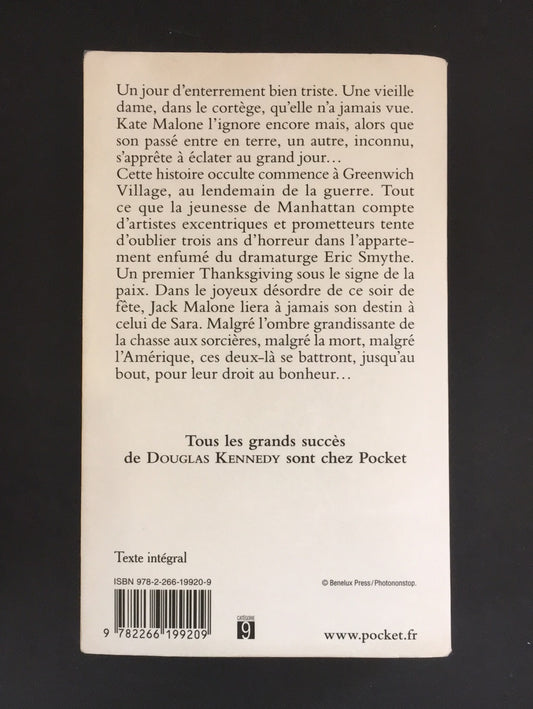 Un jour d'enterrement bien triste. Une vieille
dame, dans le cortège, qu'elle n'a jamais vue.
Kate Malone l'ignore encore mais, alors que
son passé entre en terre, un autre, inconnu,
s'apprête à éclater au grand jour…
Cette histoire occulte commence à Greenwich
Village, au lendemain de la guerre. Tout
ce que la jeunesse de Manhattan compte
d'artistes excentriques et prometteurs tente
d'oublier trois ans d'horreur dans l'apparte-
ment enfumé du dramaturge Eric Smythe.
Un premier Thanksgiving sous le signe de la
paix. Dans le joyeux désordre de ce soir de
fête, Jack Malone liera à jamais son destin à
celui de Sara. Malgré l'ombre grandissante de
la chasse aux sorcières, malgré la mort, malgré
l'Amérique, ces deux-là se battront, jusqu'au
bout, pour leur droit au bonheur…
Tous les grands succès
de DOUGLAS KENNEDY sont chez Pocket
Texte intégral
ISBN 978-2-266-19920-9
© Benelux Press/Photononstop.
9 782266 199209
CATÉGORIE
9
www.pocket.fr